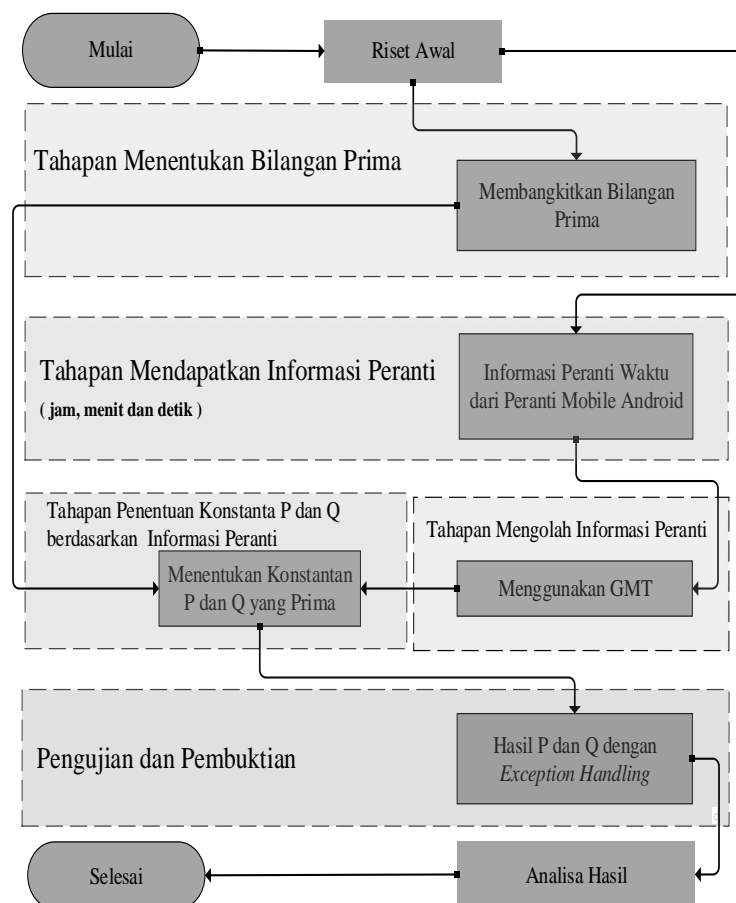 Mulai
Riset Awal
Tahapan Menentukan Bilangan Prima
Membangkitkan Bilangan
Prima
Tahapan Mendapatkan Informasi Peranti
( jam, menit dan detik )
Informasi Peranti Waktu
dari Peranti Mobile Android
Tahapan Penentuan Konstanta P dan Q
berdasarkan Informasi Peranti
Menentukan Konstantan
P dan Q yang Prima
Tahapan Mengolah Informasi Peranti
Menggunakan GMT
Pengujian dan Pembuktian
Hasil P dan Q dengan
Exception Handling
Selesai
Analisa Hasil